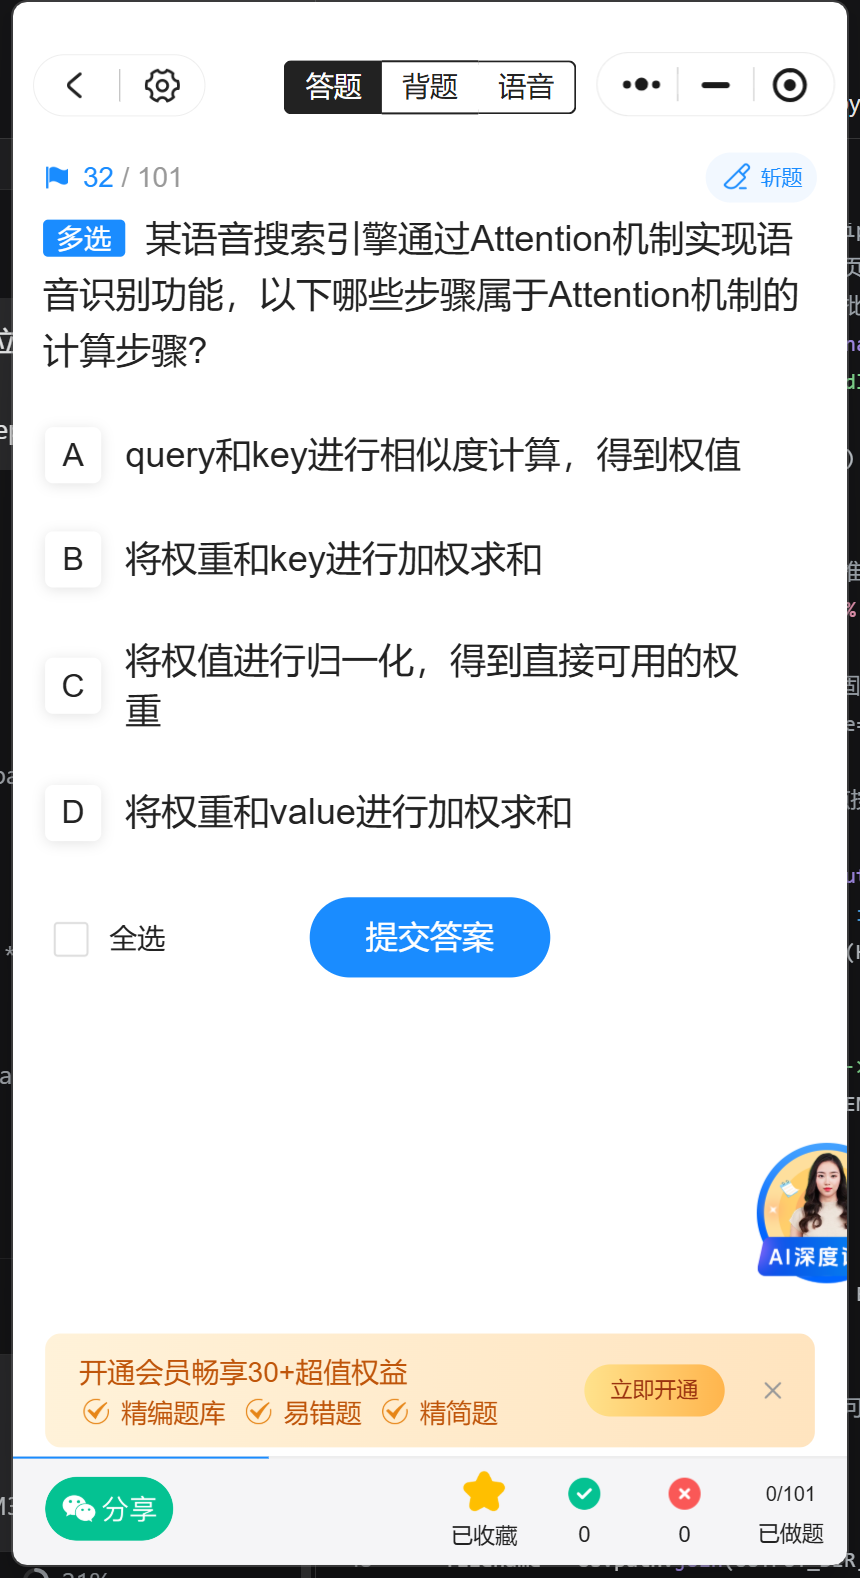 答题 背题 语音
32 / 101
斩题
多选 某语音搜索引擎通过Attention机制实现语
音识别功能，以下哪些步骤属于Attention机制的
计算步骤?
A query和key进行相似度计算，得到权值
B 将权重和key进行加权求和
C 将权值进行归一化，得到直接可用的权
重
D 将权重和value进行加权求和
全选
提交答案
AI深度
开通会员畅享30+超值权益
精编题库 易错题 精简题
立即开通
分享
已收藏
0
0
0/101
已做题